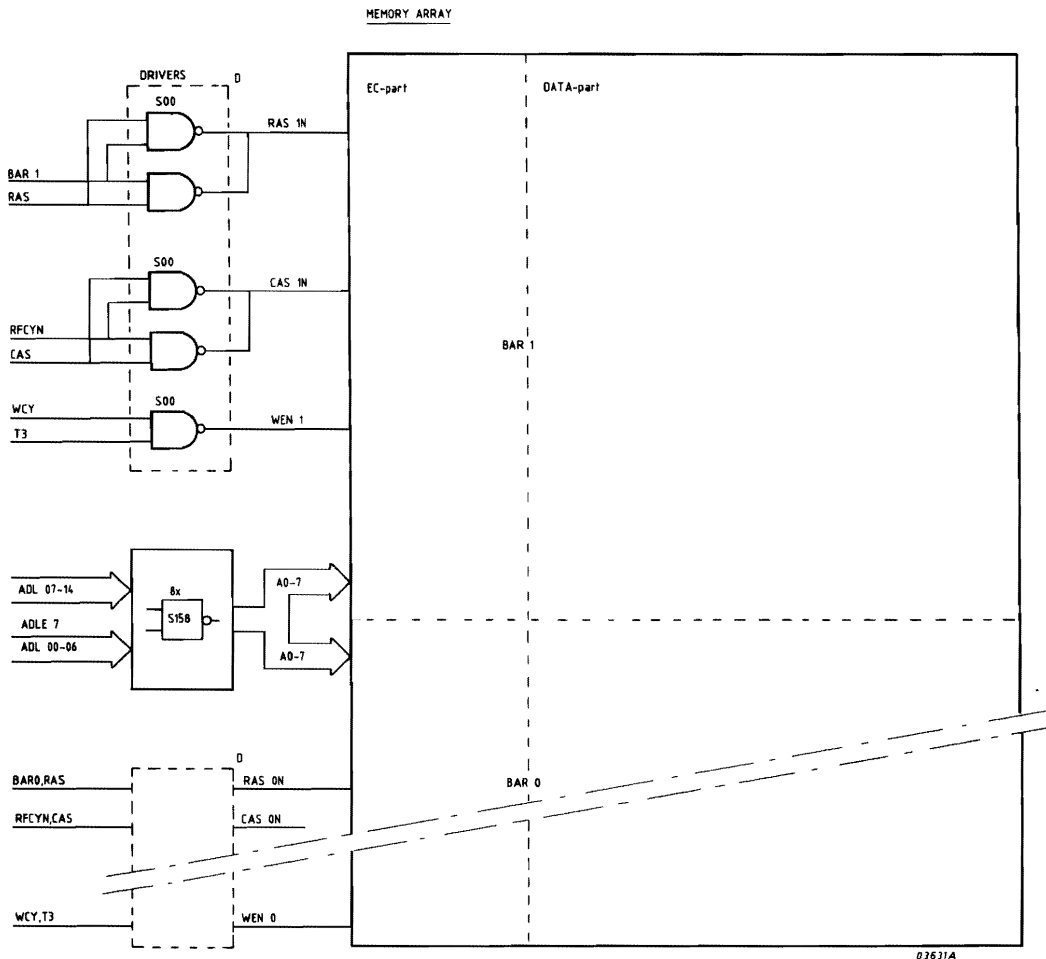 MEMORY ARRAY
DRIVERS
D
EC-part
DATA-part
S00
RAS 1N
BAR 1
RAS
S00
CAS 1N
RFCYN
CAS
BAR 1
WCY
S00
WEN 1
T3
ADL 07-14
8x
A0-7
S158
ADLE 7
ADL 00-06
A0-7
D
BAR0,RAS
RAS 0N
BAR 0
RFCYN,CAS
CAS 0N
WCY,T3
WEN 0
03631A